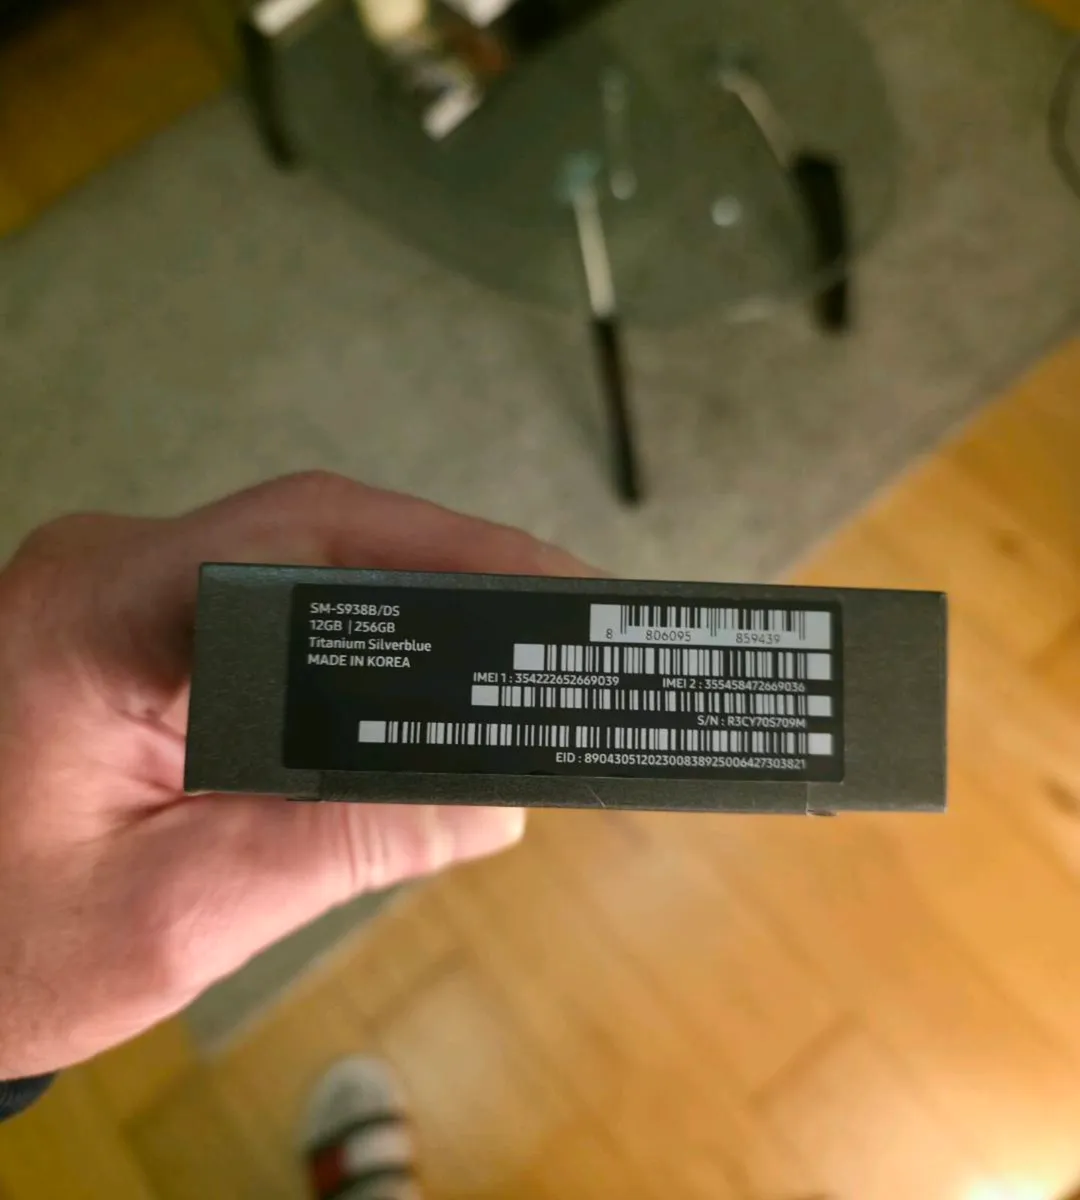 SM-S938B/DS
12GB | 256GB
Titanium Silverblue
MADE IN KOREA
8 806095 859439
IMEI 1 : 354222652669039 IMEI 2 : 355458472669036
S/N : R3CY70S709M
EID : 89043051202300838925006427303821